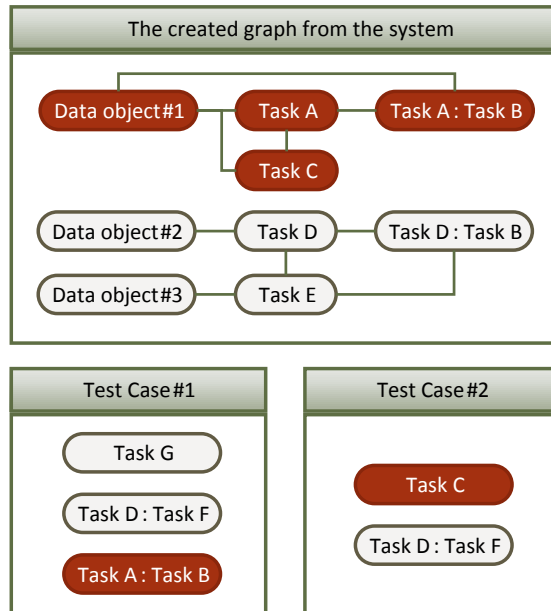 The created graph from the system
Data object#1
Task A
Task A : Task B
Task C
Data object#2
Task D
Task D : Task B
Data object#3
Task E
Test Case#1
Task G
Task D : Task F
Task A : Task B
Test Case#2
Task C
Task D : Task F